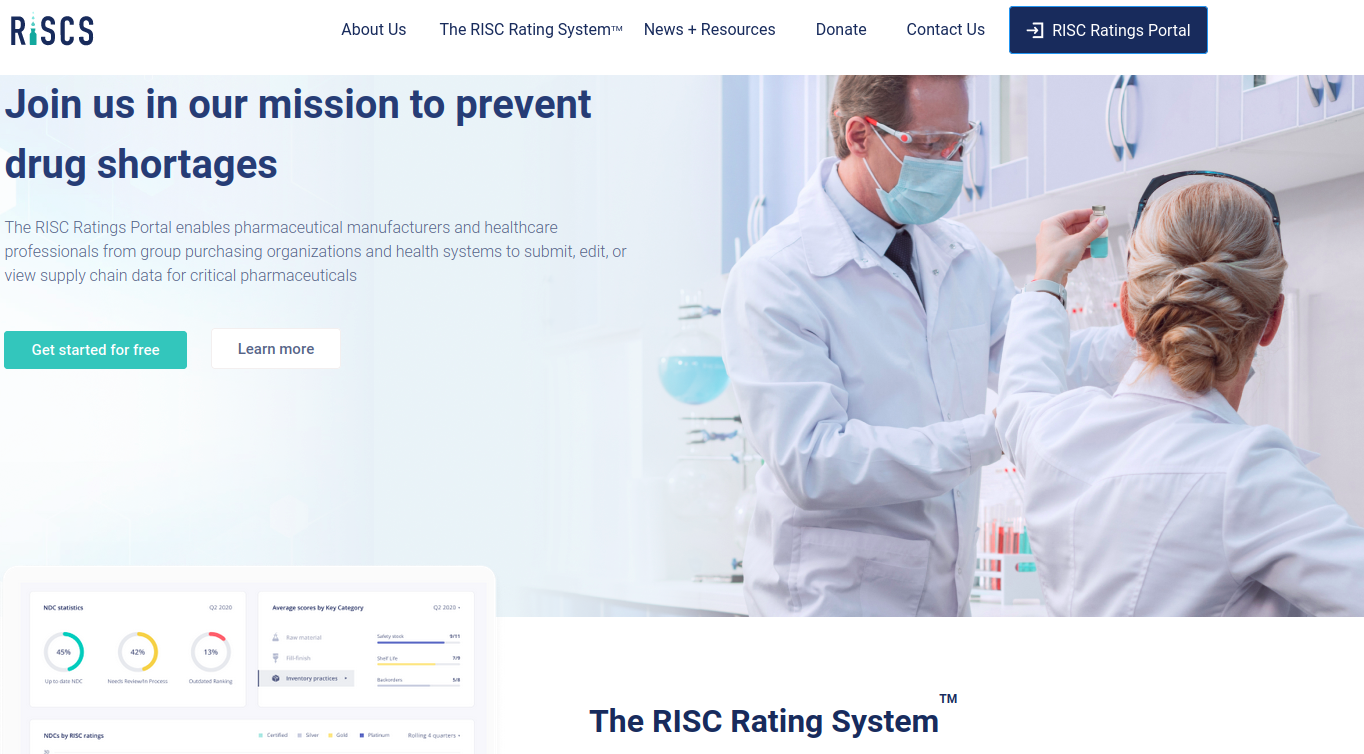 RiSCS
About Us
The RISC Rating System™
News + Resources
Donate
Contact Us
RISC Ratings Portal
Join us in our mission to prevent
drug shortages
The RISC Ratings Portal enables pharmaceutical manufacturers and healthcare
professionals from group purchasing organizations and health systems to submit, edit, or
view supply chain data for critical pharmaceuticals
Get started for free
Learn more
NDC statistics
Q2 2020
45%
42%
13%
Up to date NDC
Needs Review/In Process
Outdated Ranking
Average scores by Key Category
Q2 2020
Raw material
Fill-finish
Inventory practices
Safety stock
9/11
Shelf Life
7/9
Backorders
5/8
NDCs by RISC ratings
Certified
Silver
Gold
Platinum
Rolling 4 quarters
50
The RISC Rating System™